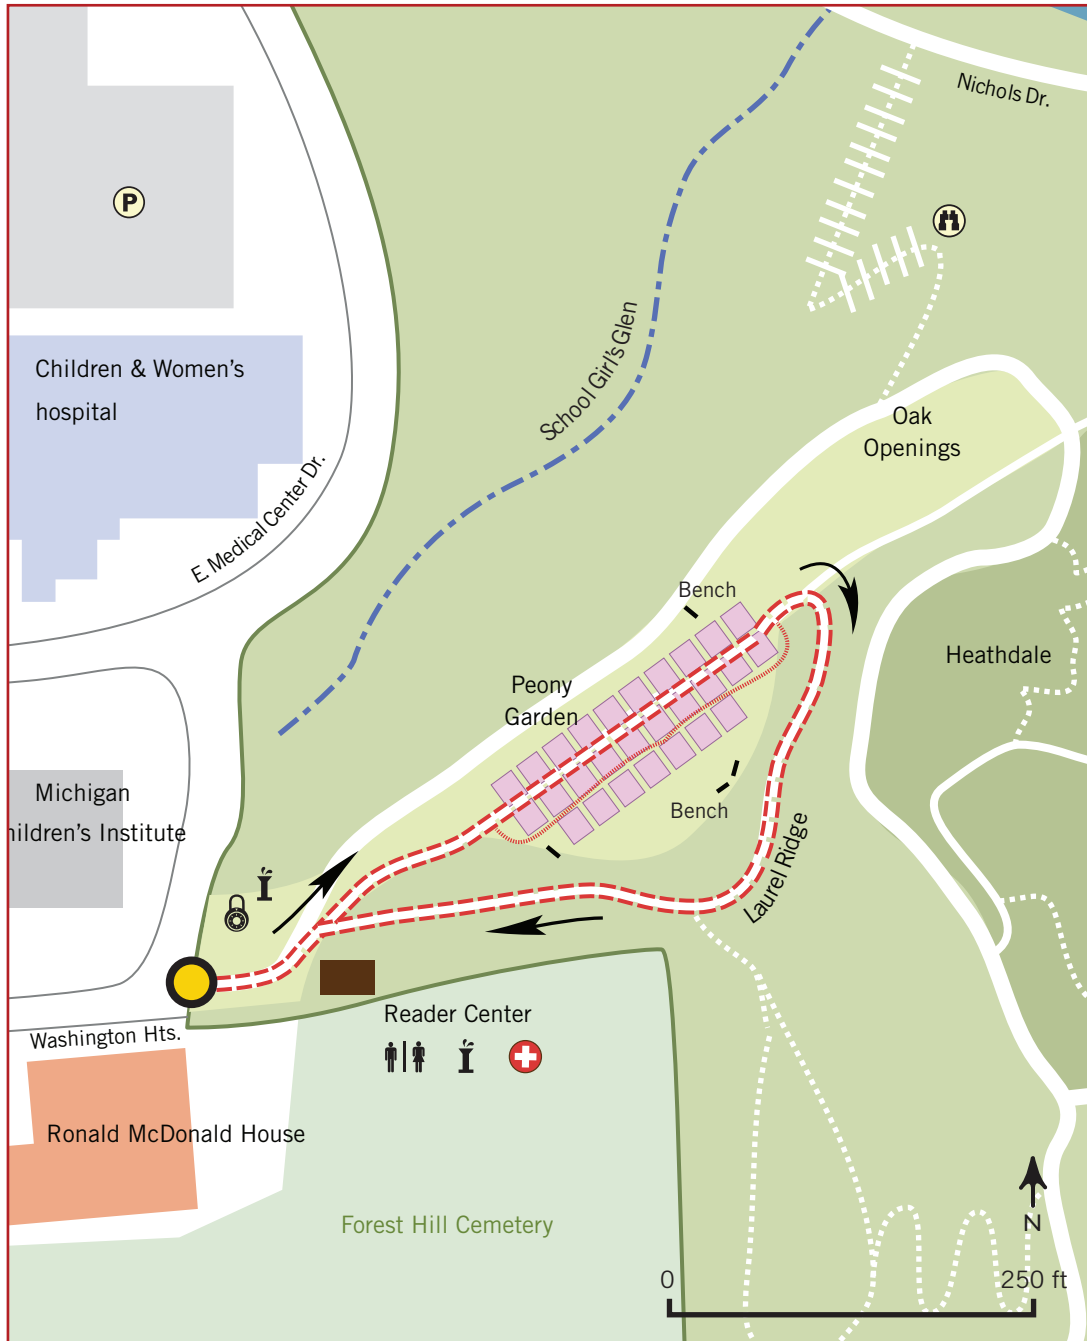 Nichols Dr.
P
School Girl's Glen
Children & Women's
hospital
E. Medical Center Dr.
Oak
Openings
Bench
Heathdale
Peony
Garden
Michigan
hildren's Institute
Bench
Laurel Ridge
Reader Center
Washington Hts.
Ronald McDonald House
Forest Hill Cemetery
N
0
250 ft